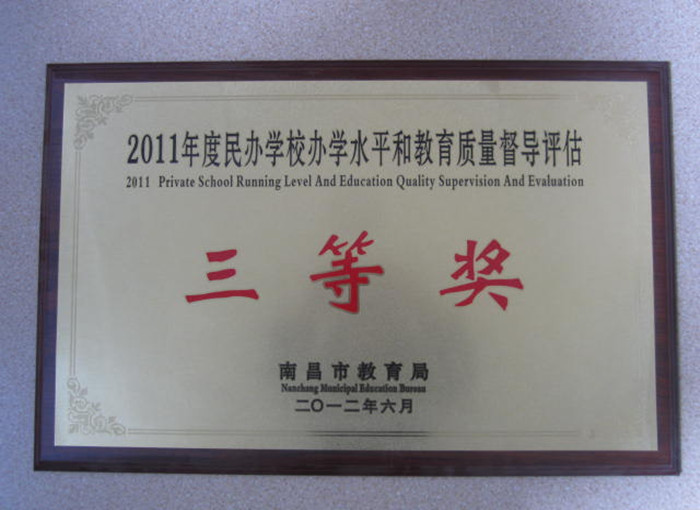 2011年度民办学校办学水平和教育质量督导评估
2011 Private School Running Level And Education Quality Supervision And Evaluation
三等奖
南昌市教育局
Nanchang Municipal Education Bureau
二〇一二年六月